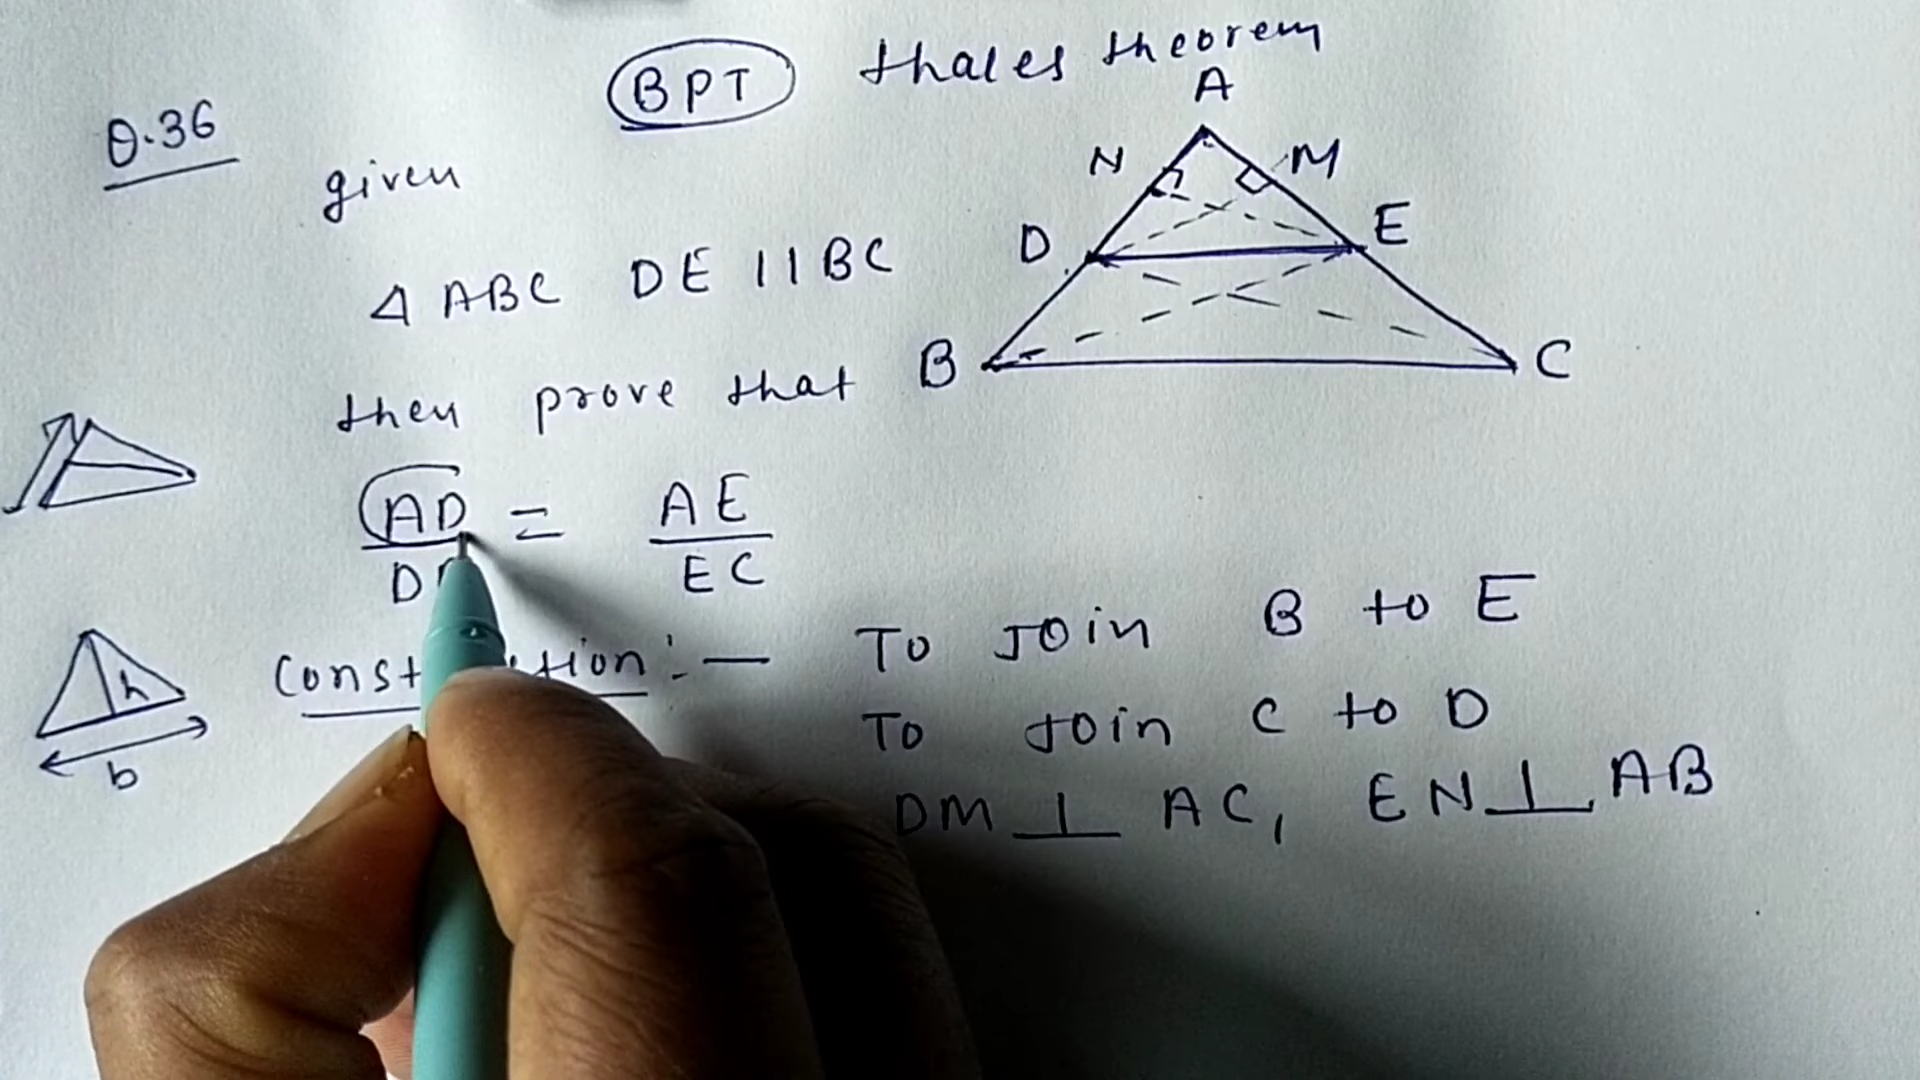 BPT thales theorem
Q.36
given
A
N M
D E
Δ ABC DE || BC
B C
then prove that
AD = AE
EC
h
b
To Join B to E
To Join C to D
DM ⊥ AC, EN ⊥ AB